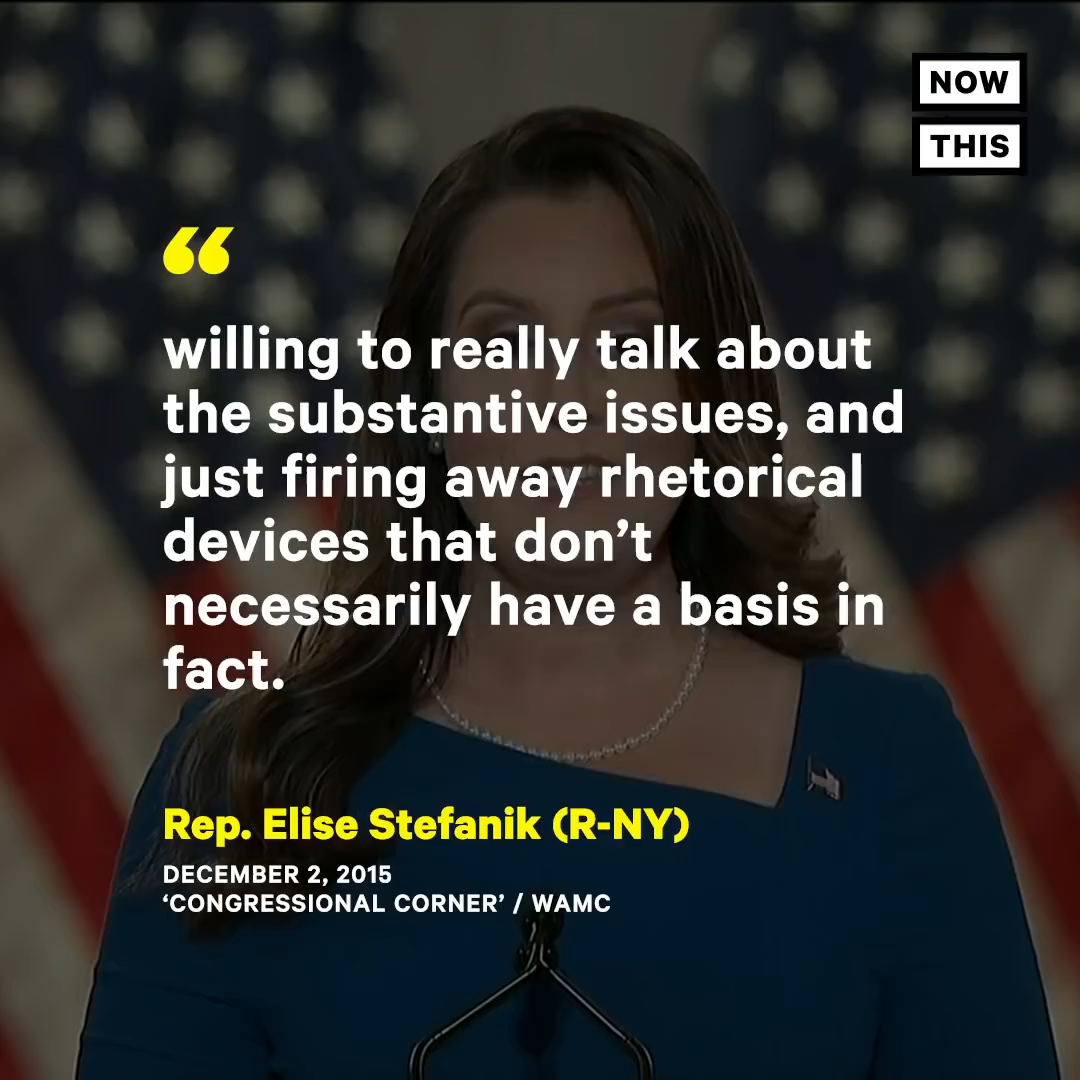 NOW
THIS
“
willing to really talk about
the substantive issues, and
just firing away rhetorical
devices that don’t
necessarily have a basis in
fact.
Rep. Elise Stefanik (R-NY)
DECEMBER 2, 2015
‘CONGRESSIONAL CORNER’ / WAMC